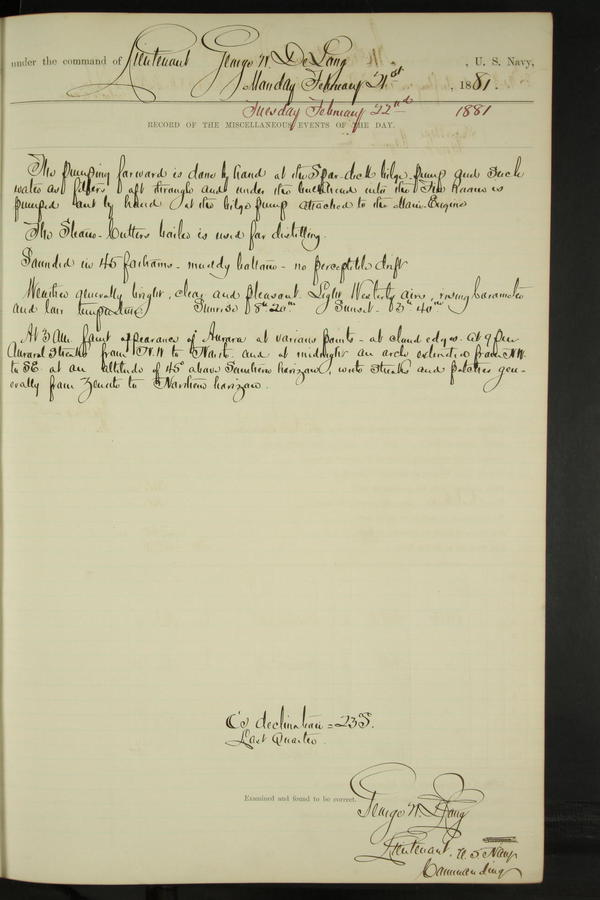 under the command of Lieutenant George W. De Long, U. S. Navy,
Monday February 21st, 1881.
Tuesday February 22nd 1881
RECORD OF THE MISCELLANEOUS EVENTS OF THE DAY.
The pumping forward is done by hand at the Spar-deck bilge pump and such
water as filters aft through and under the bulkhead into the Fire Room is
pumped out by hand at the bilge pump attached to the Main Engine
The Steam-Cutters boiler is used for distilling.
Sounded in 45 fathoms - muddy bottom - no perceptible drift
Weather generally bright, clear and pleasant. Light Westerly airs, rising barometer
and low temperature. Sunrise 8h 20m Sunset. 3h 40m
At 3 AM faint appearance of Aurora at various points - at cloud edges. At 9 PM
Auroral Streaks from N.W to North and at midnight an arch extended from N.W.
to SE at an altitude of 45° above Southern horizon, with streaks and patches gen-
erally from Zenith to Northern horizon.
C's declination = 23 S.
Last Quarter.
Examined and found to be correct.
George W. De Long
Lieutenant. U. S. Navy
Commanding